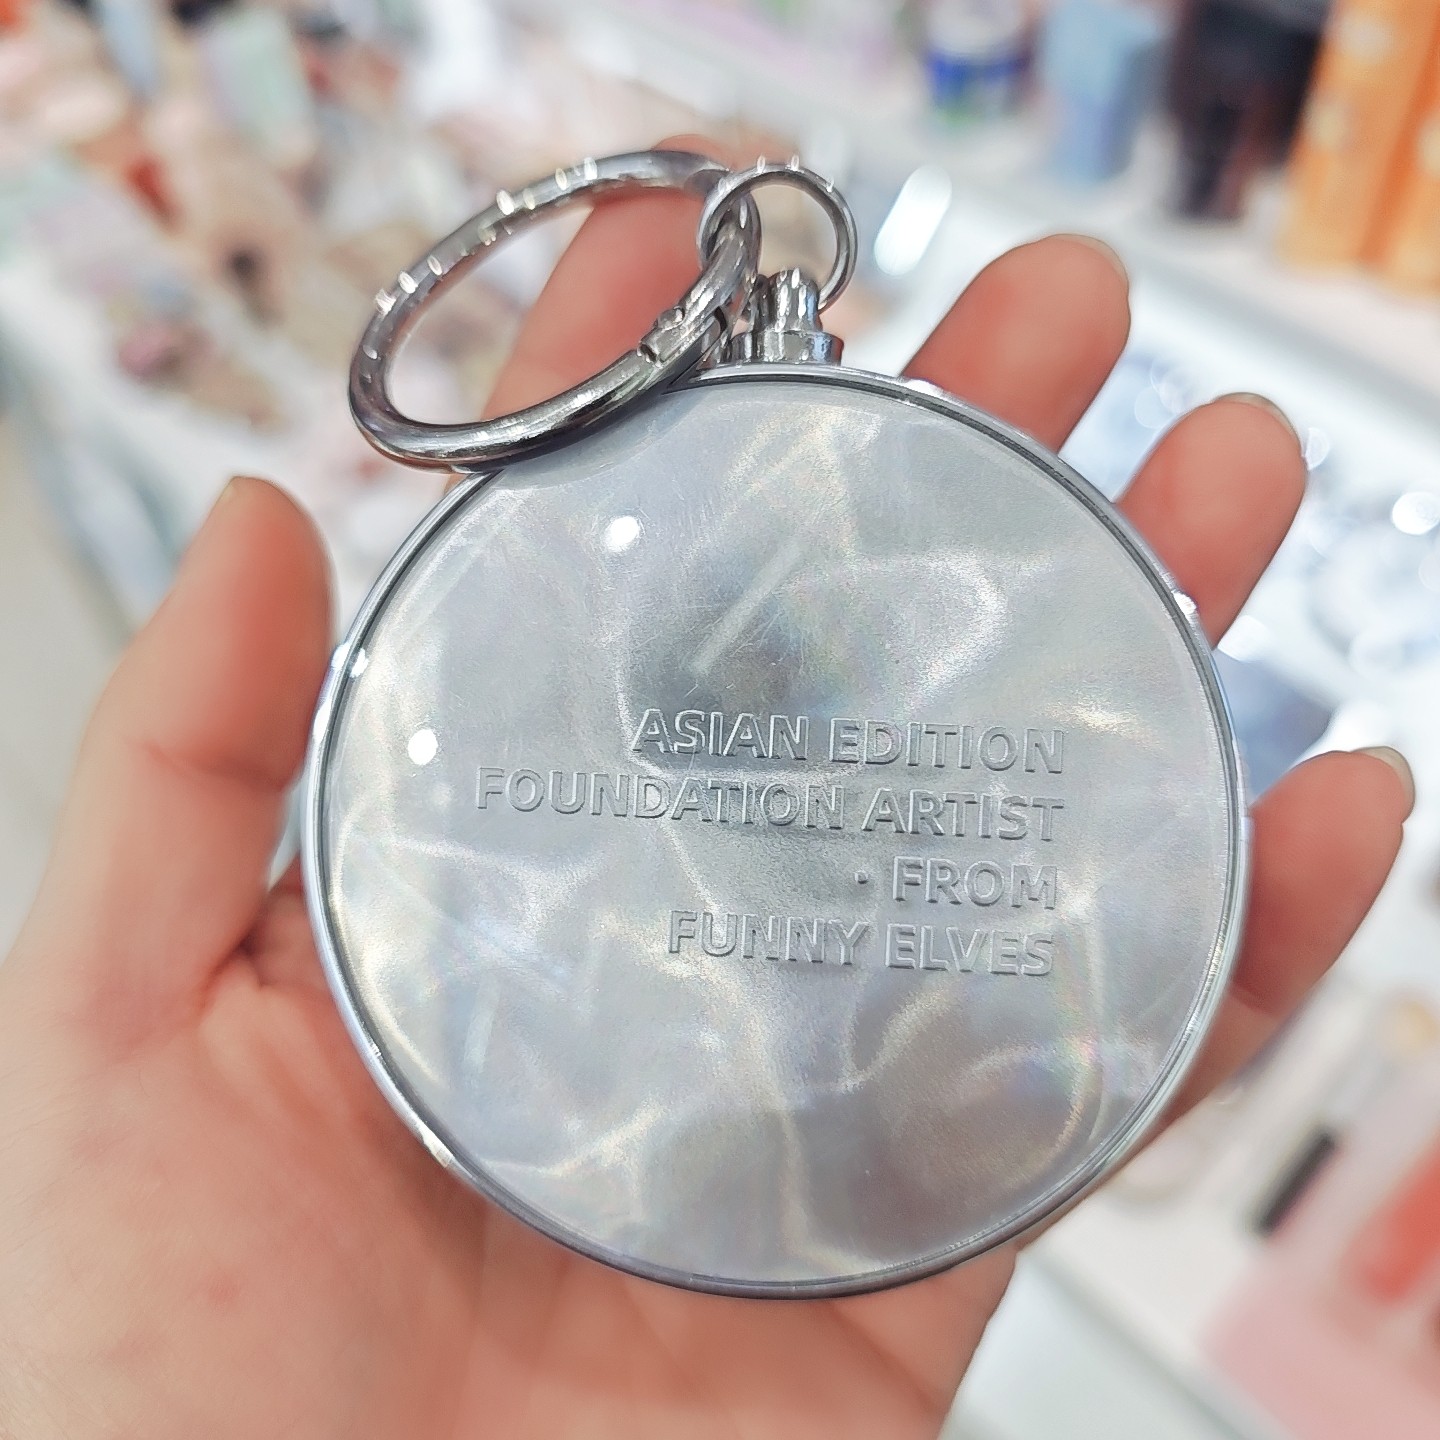 ASIAN EDITION
FOUNDATION ARTIST
· FROM
FUNNY ELVES